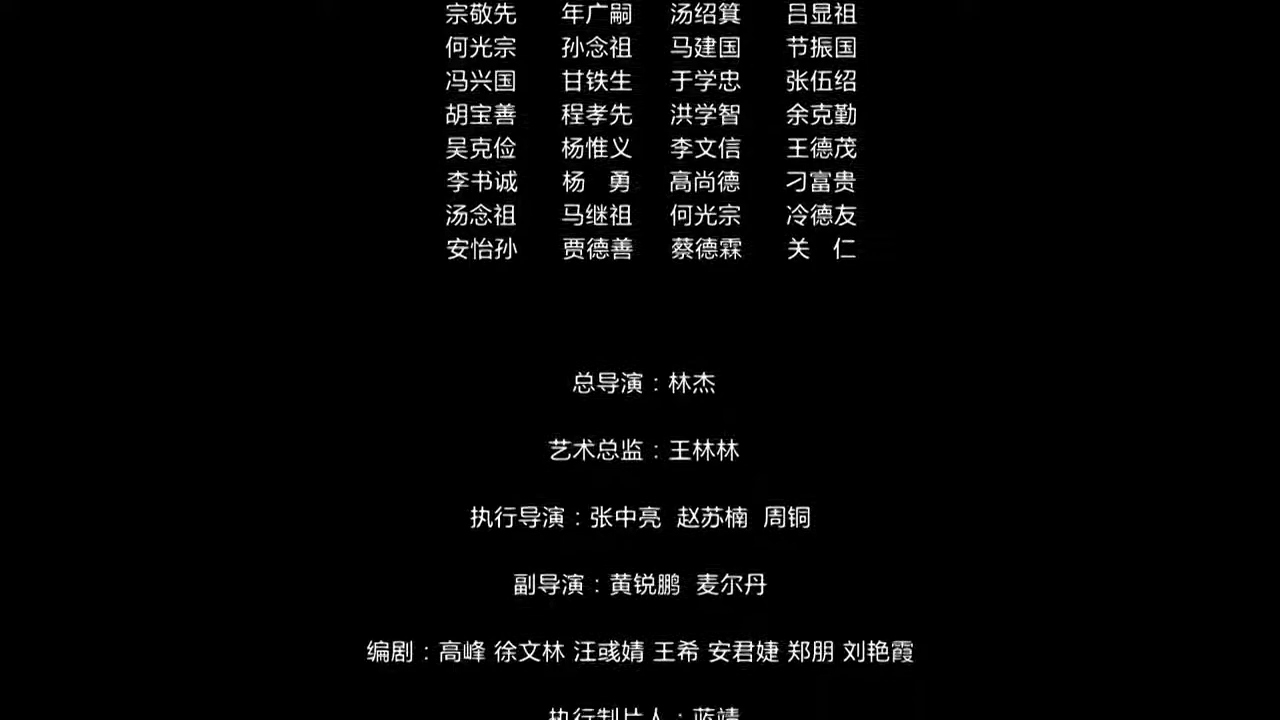 宗敬先 年广嗣 汤绍箕 吕显祖
何光宗 孙念祖 马建国 节振国
冯兴国 甘铁生 于学忠 张伍绍
胡宝善 程孝先 洪学智 余克勤
吴克俭 杨惟义 李文信 王德茂
李书诚 杨 勇 高尚德 刁富贵
汤念祖 马继祖 何光宗 冷德友
安怡孙 贾德善 蔡德霖 关 仁
总导演：林杰
艺术总监：王林林
执行导演：张中亮 赵苏楠 周铜
副导演：黄锐鹏 麦尔丹
编剧：高峰 徐文林 汪彧婧 王希 安君婕 郑朋 刘艳霞
执行制片人：蓝靖